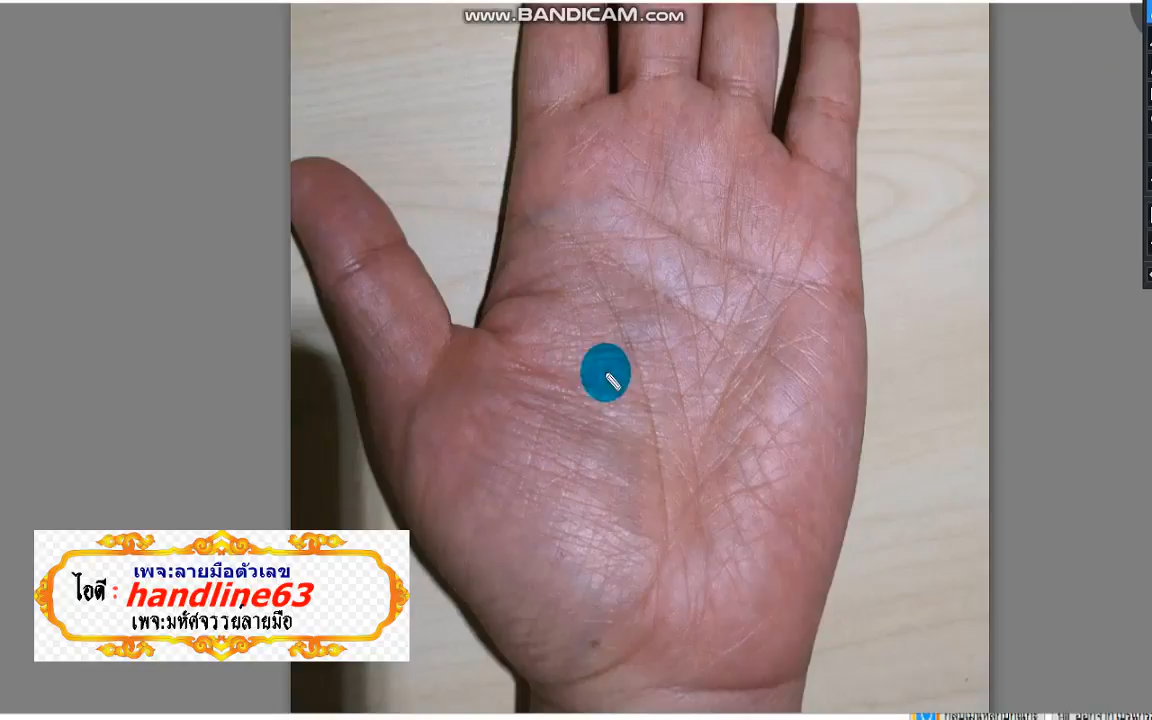 www.BANDICAM.com
เพจ:ลายมือตัวเลข
ไอดี : handline63
เพจ:มหัศจรรย์ลายมือ